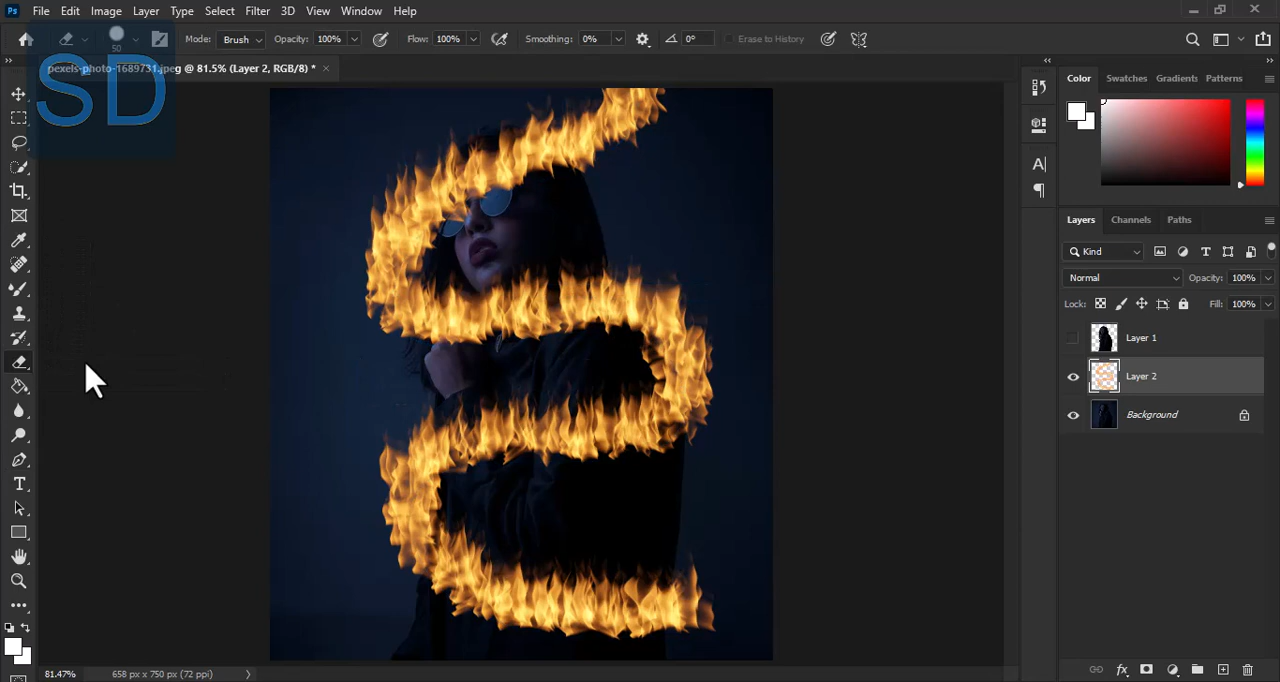 Ps File Edit Image Layer Type Select Filter 3D View Window Help
50 Mode: Brush Opacity: 100% Flow: 100% Smoothing: 0% 0° Erase to History
pexels-photo-1689731.jpeg @ 81.5% (Layer 2, RGB/8) *
SD
Color Swatches Gradients Patterns
Layers Channels Paths
Kind
Normal Opacity: 100%
Lock: Fill: 100%
Layer 1
Layer 2
Background
81.47% 658 px x 750 px (72 ppi)